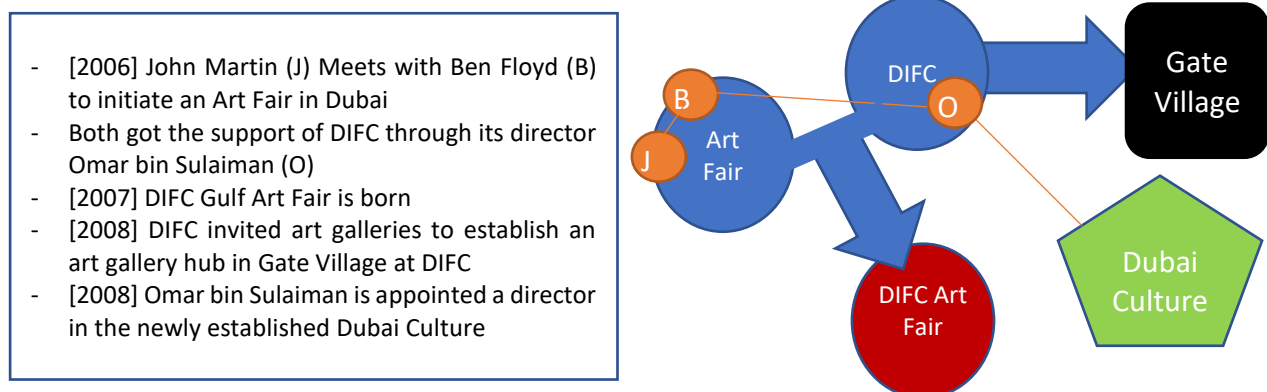 - [2006] John Martin (J) Meets with Ben Floyd (B)
to initiate an Art Fair in Dubai
- Both got the support of DIFC through its director
Omar bin Sulaiman (O)
- [2007] DIFC Gulf Art Fair is born
- [2008] DIFC invited art galleries to establish an
art gallery hub in Gate Village at DIFC
- [2008] Omar bin Sulaiman is appointed a director
in the newly established Dubai Culture
B
J
Art
Fair
DIFC
O
Gate
Village
DIFC Art
Fair
Dubai
Culture